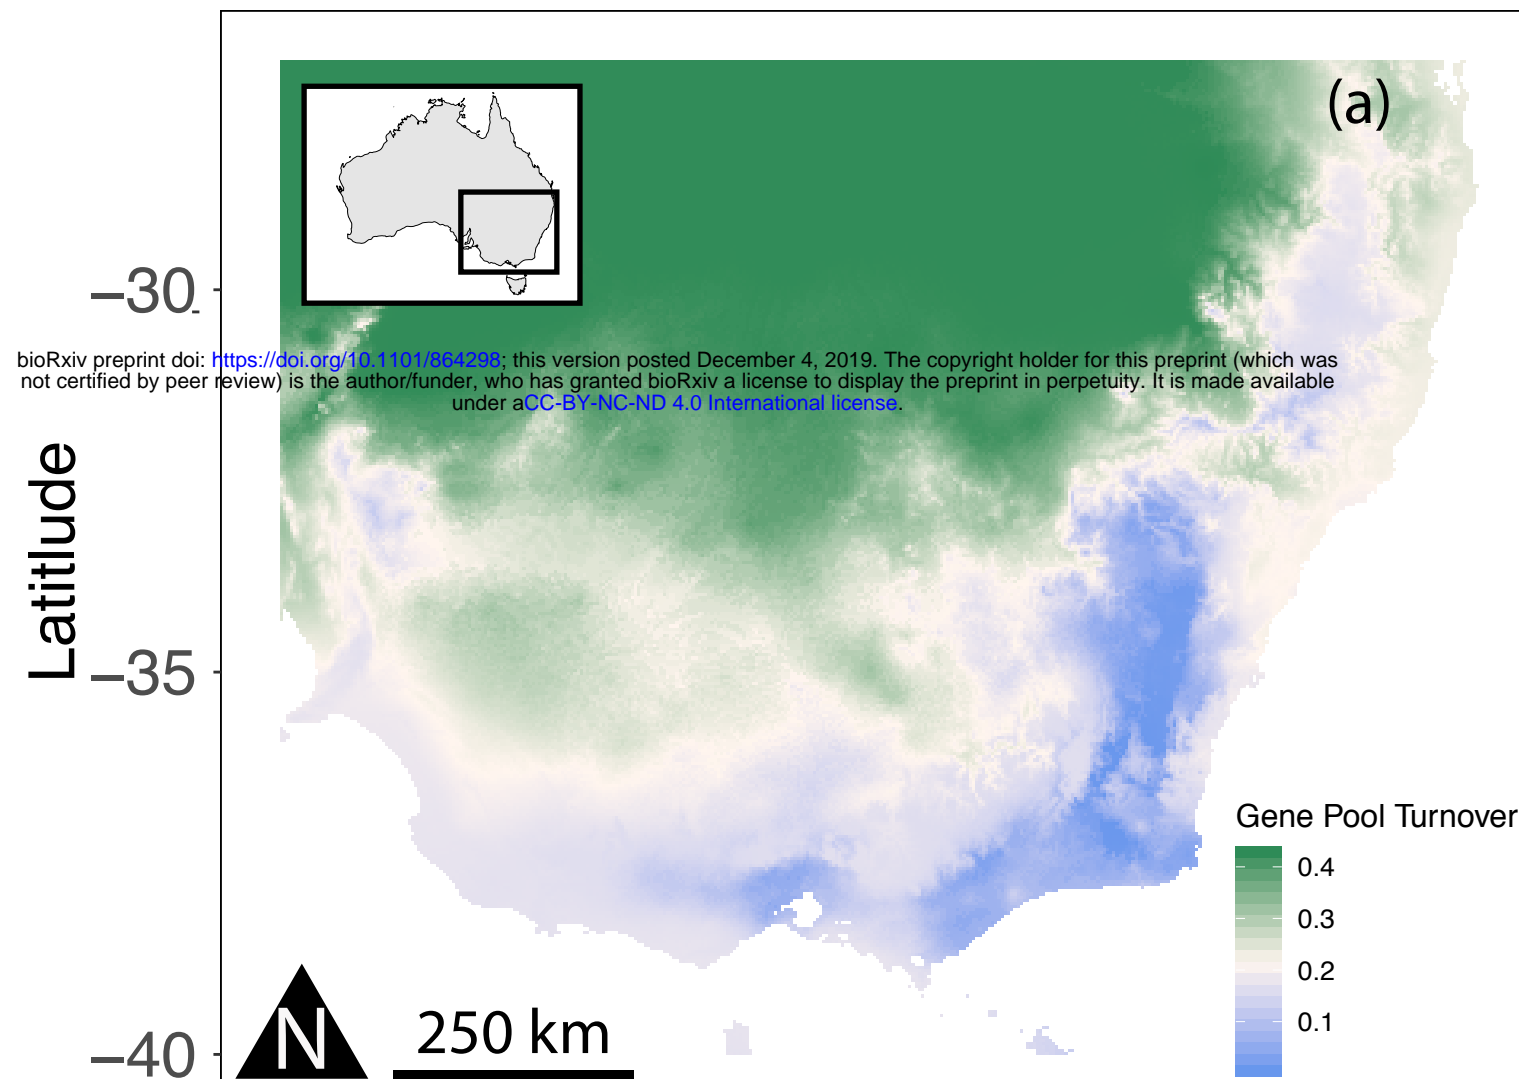 (a)
−30
bioRxiv preprint doi: https://doi.org/10.1101/864298; this version posted December 4, 2019. The copyright holder for this preprint (which was
not certified by peer review) is the author/funder, who has granted bioRxiv a license to display the preprint in perpetuity. It is made available
under aCC-BY-NC-ND 4.0 International license.
Latitude
−35
Gene Pool Turnover
0.4
0.3
0.2
0.1
N
250 km
−40